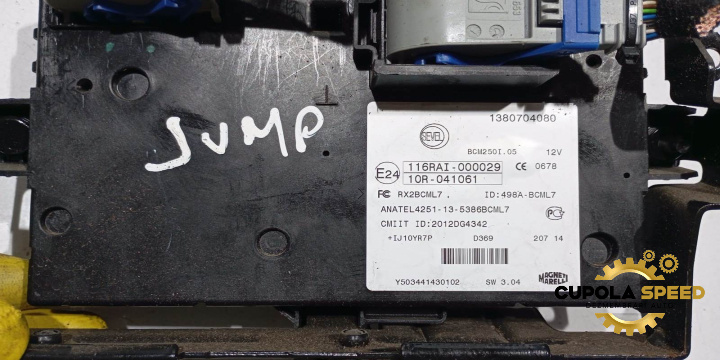 JUMP
1380704080
SEVEL
BCM250I.05 12V
E24 116RAI-000029 CE 0678
10R-041061
FC RX2BCML7 ID:498A-BCML7
ANATEL4251-13-5386BCML7
CMIIT ID:2012DG4342
+IJ10YR7P D369 207 14
Y503441430102 SW 3.04 MAGNETI MARELLI
CUPOLA SPEED